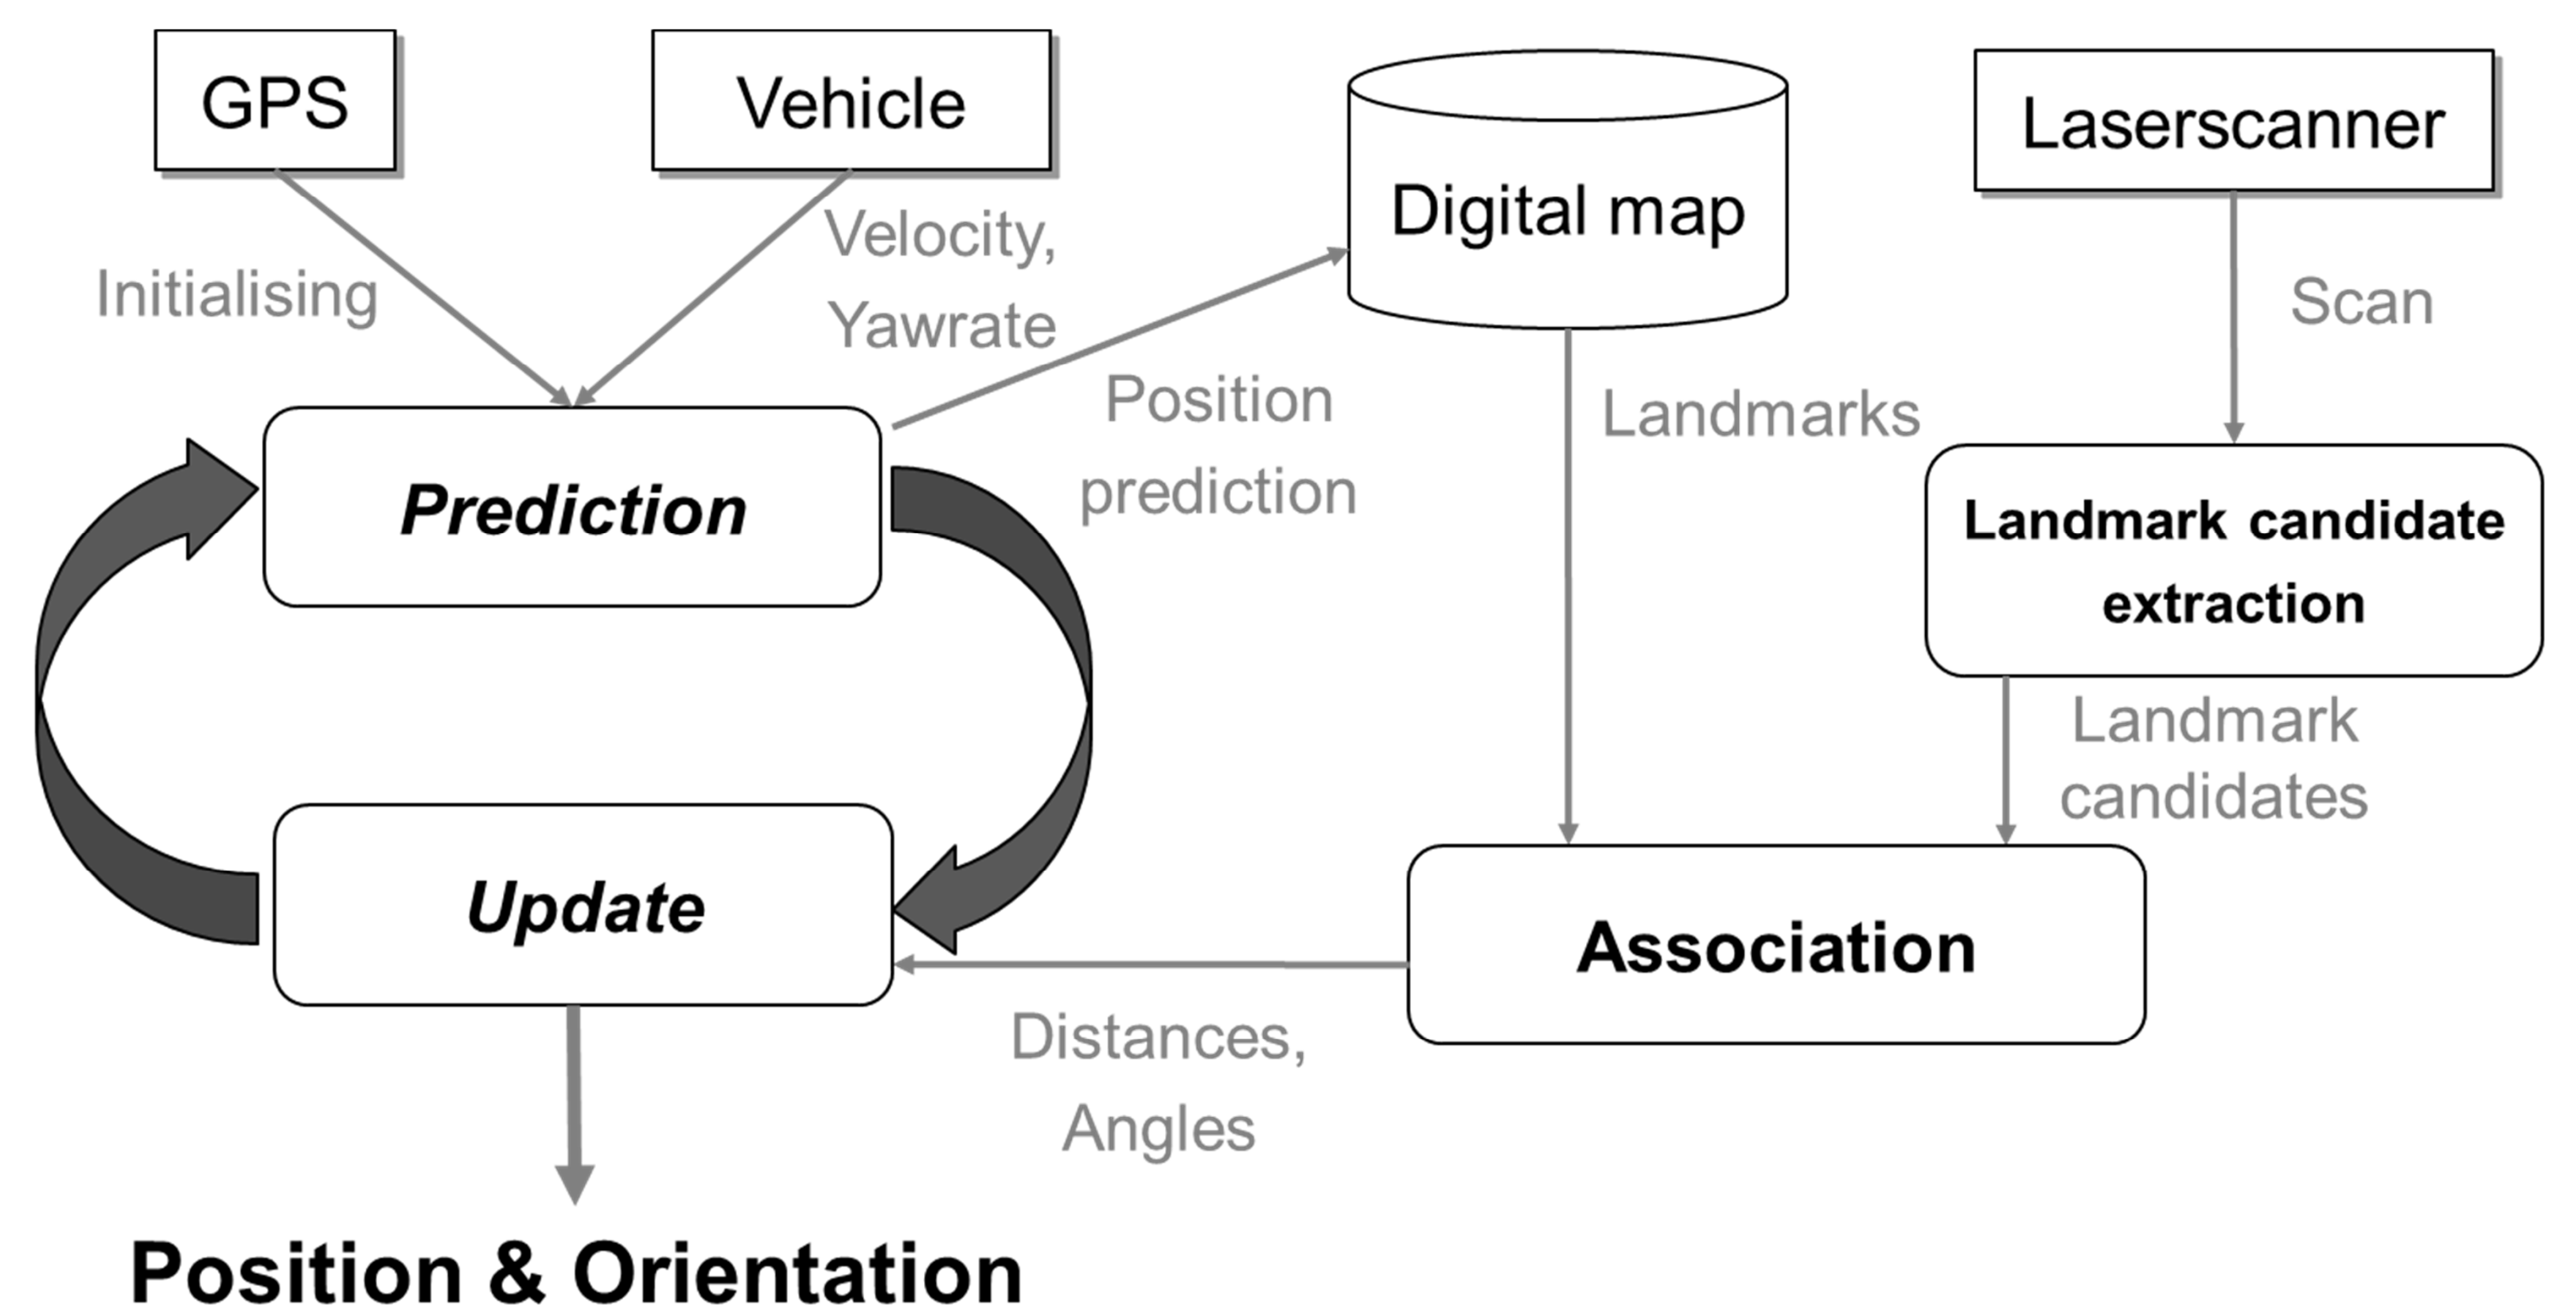 GPS
Vehicle
Digital map
Laserscanner
Initialising
Velocity,
Yawrate
Position
prediction
Landmarks
Scan
Prediction
Landmark candidate
extraction
Landmark
candidates
Update
Association
Distances,
Angles
Position & Orientation